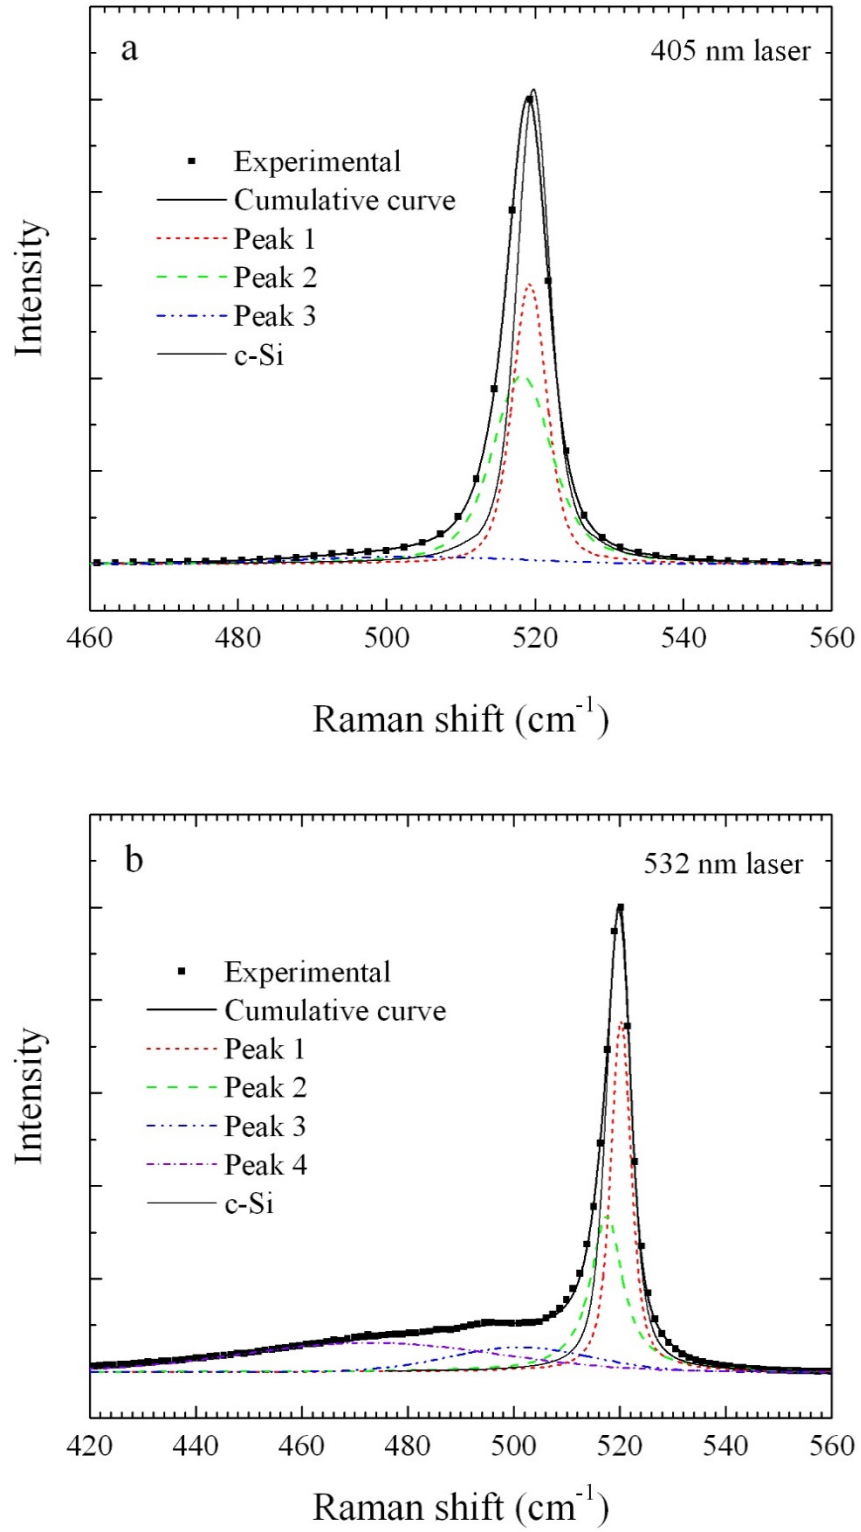 a
405 nm laser
Experimental
Cumulative curve
Peak 1
Peak 2
Peak 3
c-Si
Intensity
460 480 500 520 540 560
Raman shift (cm⁻¹)
b
532 nm laser
Experimental
Cumulative curve
Peak 1
Peak 2
Peak 3
Peak 4
c-Si
Intensity
420 440 460 480 500 520 540 560
Raman shift (cm⁻¹)